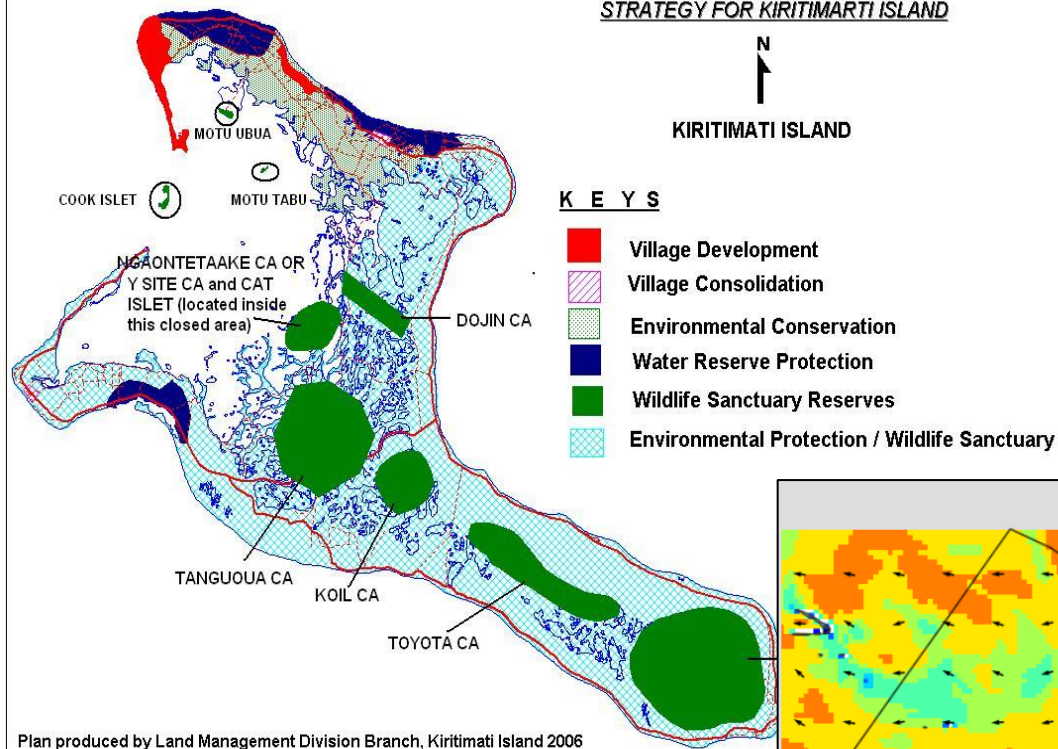 STRATEGY FOR KIRITIMARTI ISLAND
N
KIRITIMATI ISLAND
MOTU UBUA
COOK ISLET
MOTU TABU
NGAONTETAAKE CA OR
Y SITE CA and CAT
ISLET (located inside
this closed area)
DOJIN CA
K E Y S
Village Development
Village Consolidation
Environmental Conservation
Water Reserve Protection
Wildlife Sanctuary Reserves
Environmental Protection / Wildlife Sanctuary
TANGUOUA CA
KOIL CA
TOYOTA CA
Plan produced by Land Management Division Branch, Kiritimati Island 2006